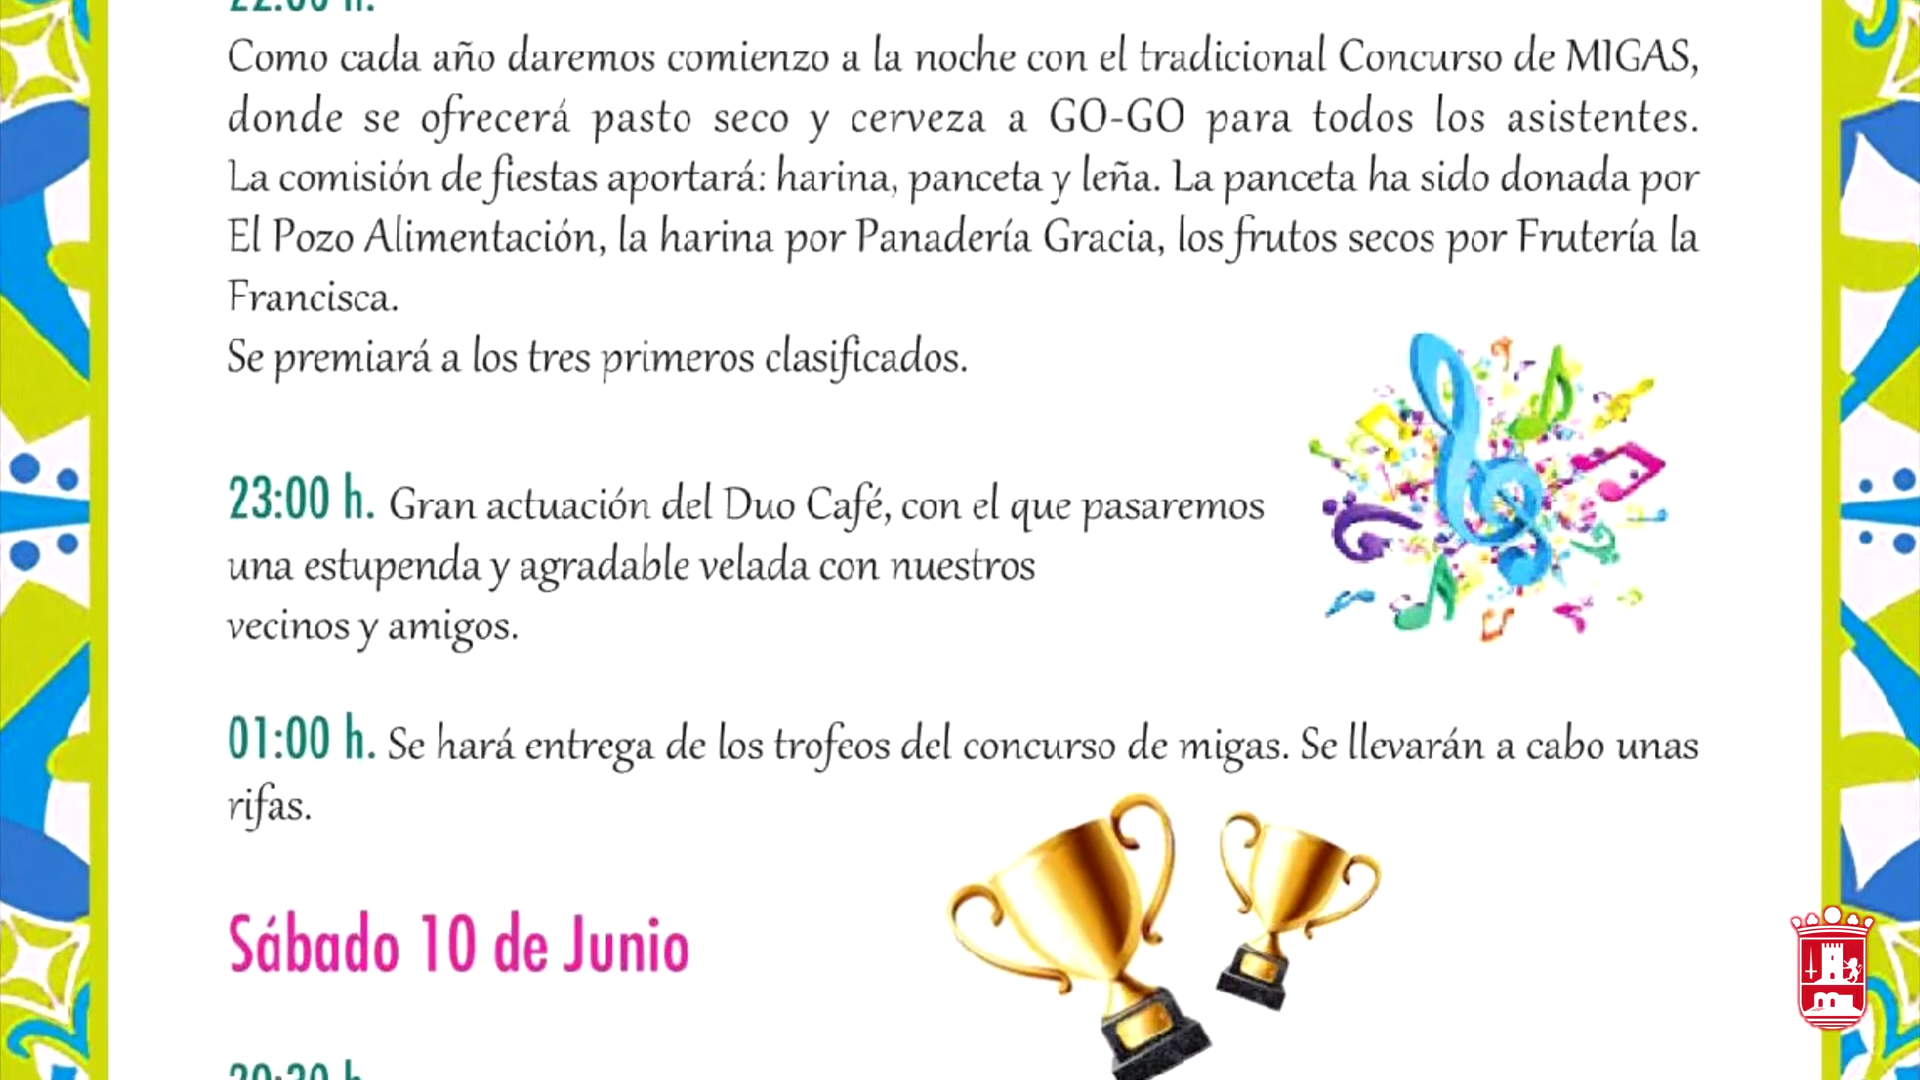 22:00 h.
Como cada año daremos comienzo a la noche con el tradicional Concurso de MIGAS,
donde se ofrecerá pasto seco y cerveza a GO-GO para todos los asistentes.
La comisión de fiestas aportará: harina, panceta y leña. La panceta ha sido donada por
El Pozo Alimentación, la harina por Panadería Gracia, los frutos secos por Frutería la
Francisca.
Se premiará a los tres primeros clasificados.
23:00 h. Gran actuación del Duo Café, con el que pasaremos
una estupenda y agradable velada con nuestros
vecinos y amigos.
01:00 h. Se hará entrega de los trofeos del concurso de migas. Se llevarán a cabo unas
rifas.
Sábado 10 de Junio